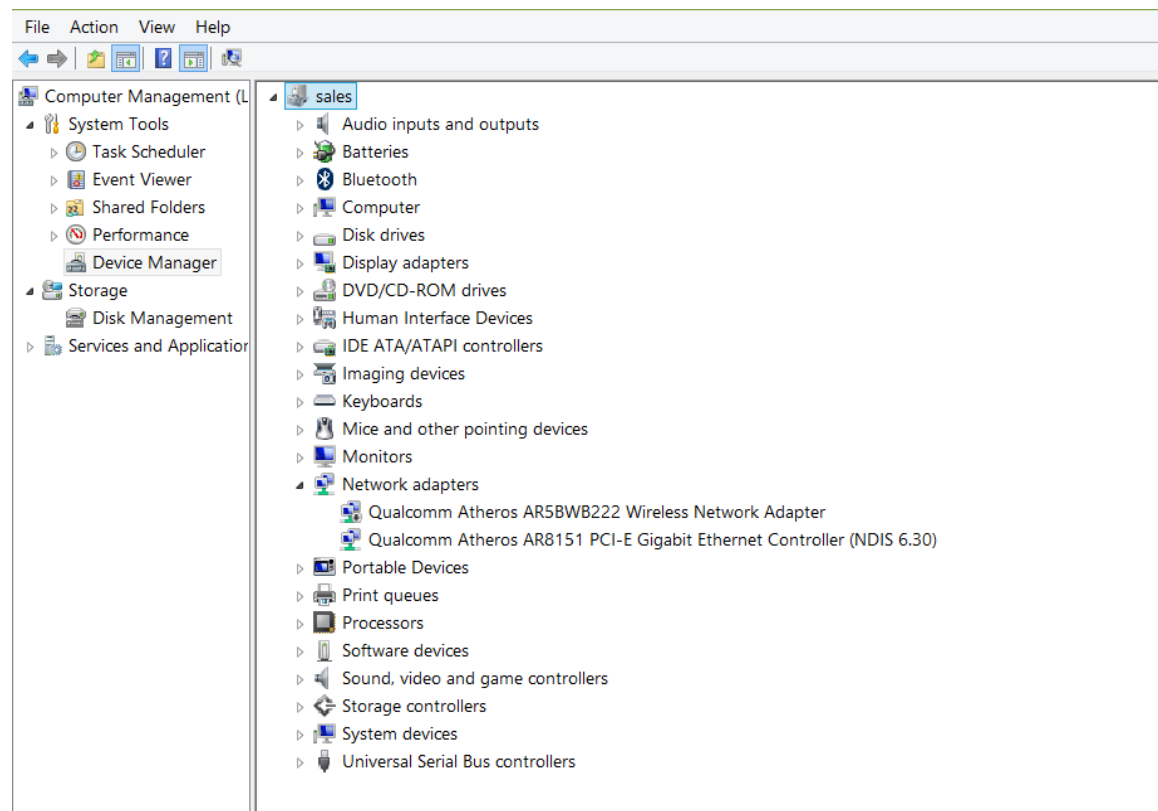 File Action View Help
Computer Management (L
System Tools
Task Scheduler
Event Viewer
Shared Folders
Performance
Device Manager
Storage
Disk Management
Services and Application
sales
Audio inputs and outputs
Batteries
Bluetooth
Computer
Disk drives
Display adapters
DVD/CD-ROM drives
Human Interface Devices
IDE ATA/ATAPI controllers
Imaging devices
Keyboards
Mice and other pointing devices
Monitors
Network adapters
Qualcomm Atheros AR5BWB222 Wireless Network Adapter
Qualcomm Atheros AR8151 PCI-E Gigabit Ethernet Controller (NDIS 6.30)
Portable Devices
Print queues
Processors
Software devices
Sound, video and game controllers
Storage controllers
System devices
Universal Serial Bus controllers